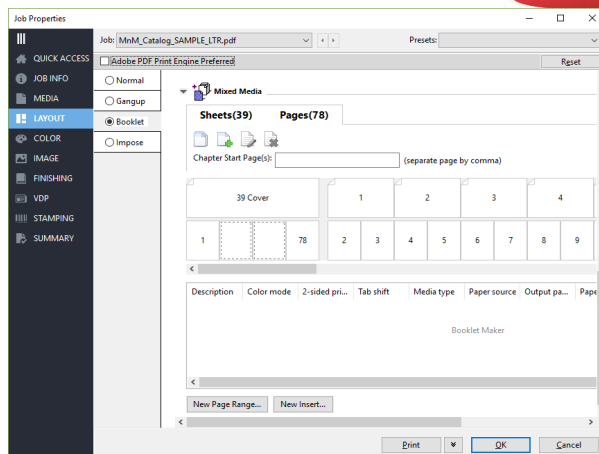 Job Properties
Job: MnM_Catalog_SAMPLE_LTR.pdf Presets:
Adobe PDF Print Engine Preferred Reset
QUICK ACCESS
JOB INFO
MEDIA
LAYOUT
COLOR
IMAGE
FINISHING
VDP
STAMPING
SUMMARY
Normal
Gangup
Booklet
Impose
Mixed Media
Sheets(39) Pages(78)
Chapter Start Page(s): (separate page by comma)
39 Cover 1 2 3 4
1 78 2 3 4 5 6 7 8 9
Description Color mode 2-sided pri... Tab shift Media type Paper source Output pa... Pape
Booklet Maker
New Page Range... New Insert...
Print OK Cancel